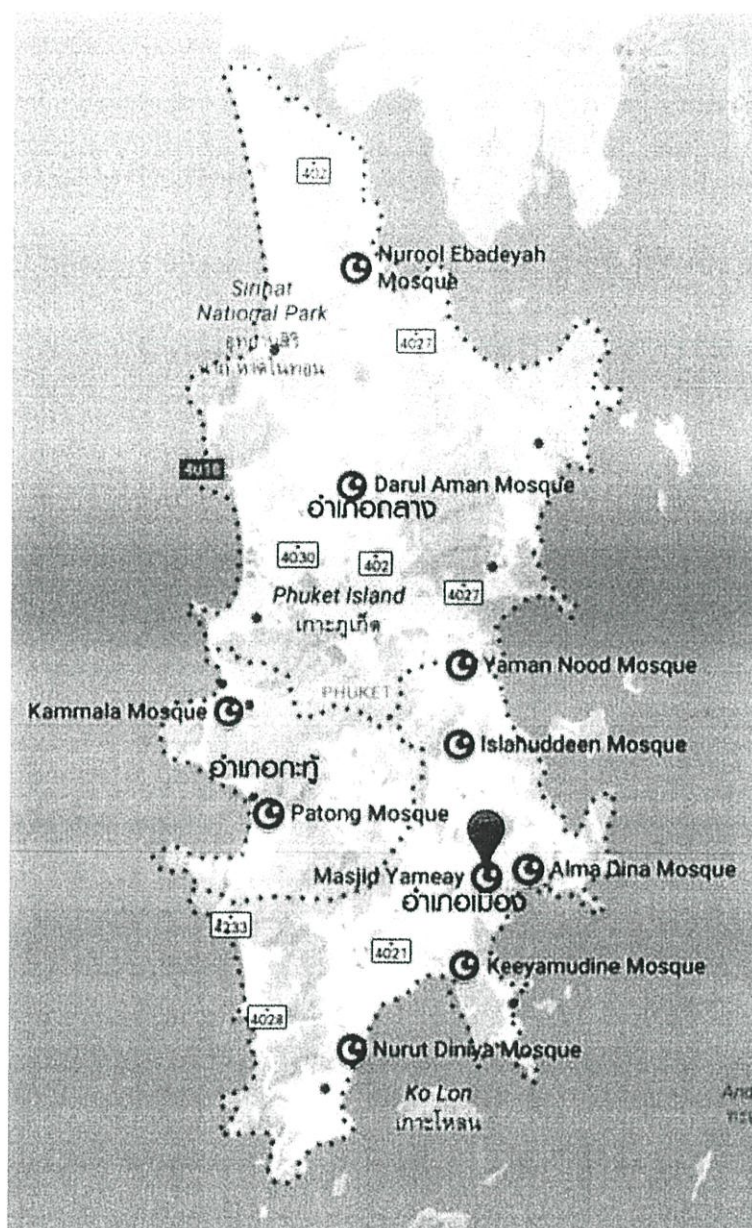 402
Nurool Ebadeyah
Mosque
Sirinat
National Park
4027
4018
Darul Aman Mosque
อำเภอถลาง
4030
402
4027
Phuket Island
เกาะภูเก็ต
Yaman Nood Mosque
PHUKET
Kammala Mosque
Islahuddeen Mosque
อำเภอกะทู้
Patong Mosque
Masjid Yameay
Alma Dina Mosque
อำเภอเมือง
4233
4021
Keeyamudine Mosque
4028
Nurut Diniya Mosque
Ko Lon
เกาะโหลน
And